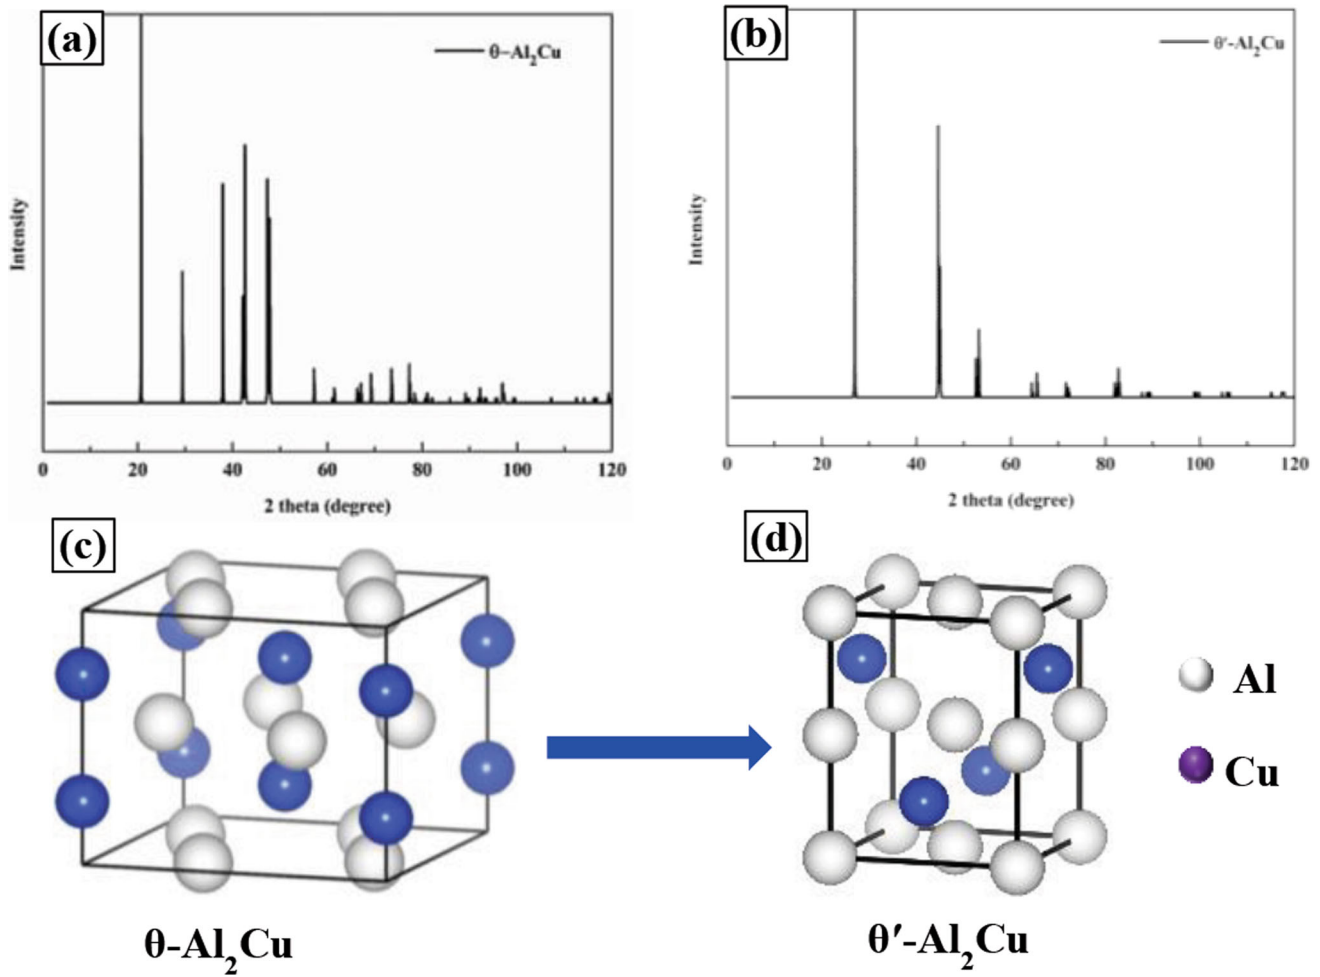 (a)
θ–Al₂Cu
Intensity
0 20 40 60 80 100 120
2 theta (degree)
(b)
θ′-Al₂Cu
Intensity
0 20 40 60 80 100 120
2 theta (degree)
(c)
θ-Al₂Cu
(d)
θ′-Al₂Cu
Al
Cu